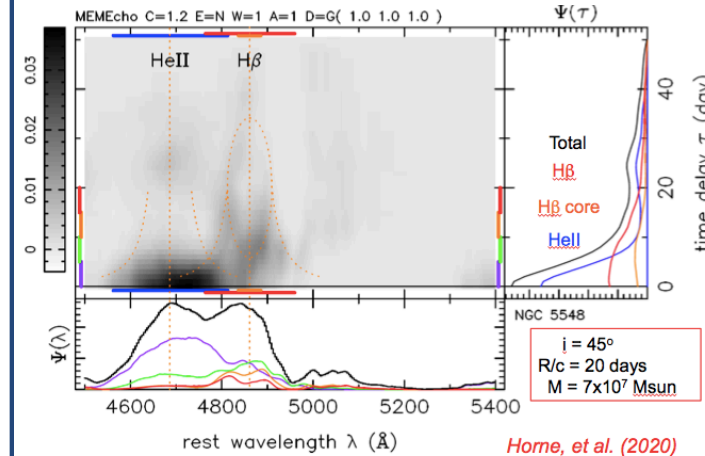 MEMEcho C=1.2 E=N W=1 A=1 D=G( 1.0 1.0 1.0 )
Ψ(τ)
HeII
Hβ
0.03
0.02
0.01
0
40
20
0
time delay τ (day)
Total
Hβ
Hβ core
HeII
Ψ(λ)
NGC 5548
i = 45º
R/c = 20 days
M = 7x10⁷ Msun
4600 4800 5000 5200 5400
rest wavelength λ (Å)
Horne, et al. (2020)